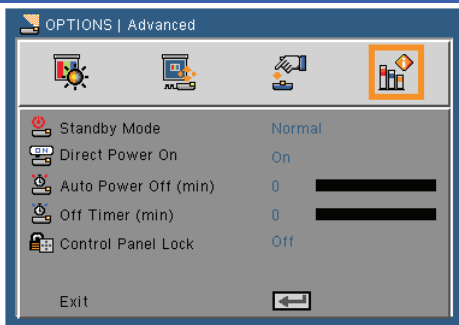 OPTIONS | Advanced
Standby Mode Normal
ON Direct Power On On
Auto Power Off (min) 0
Off Timer (min) 0
Control Panel Lock Off
Exit